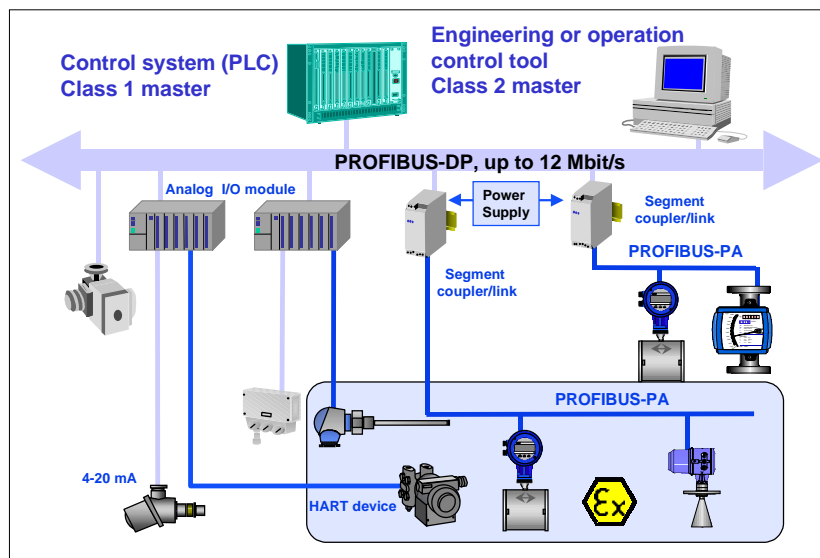 Control system (PLC)
Class 1 master
Engineering or operation
control tool
Class 2 master
PROFIBUS-DP, up to 12 Mbit/s
Analog I/O module
Power
Supply
Segment
coupler/link
PROFIBUS-PA
Segment
coupler/link
PROFIBUS-PA
4-20 mA
HART device
Ex